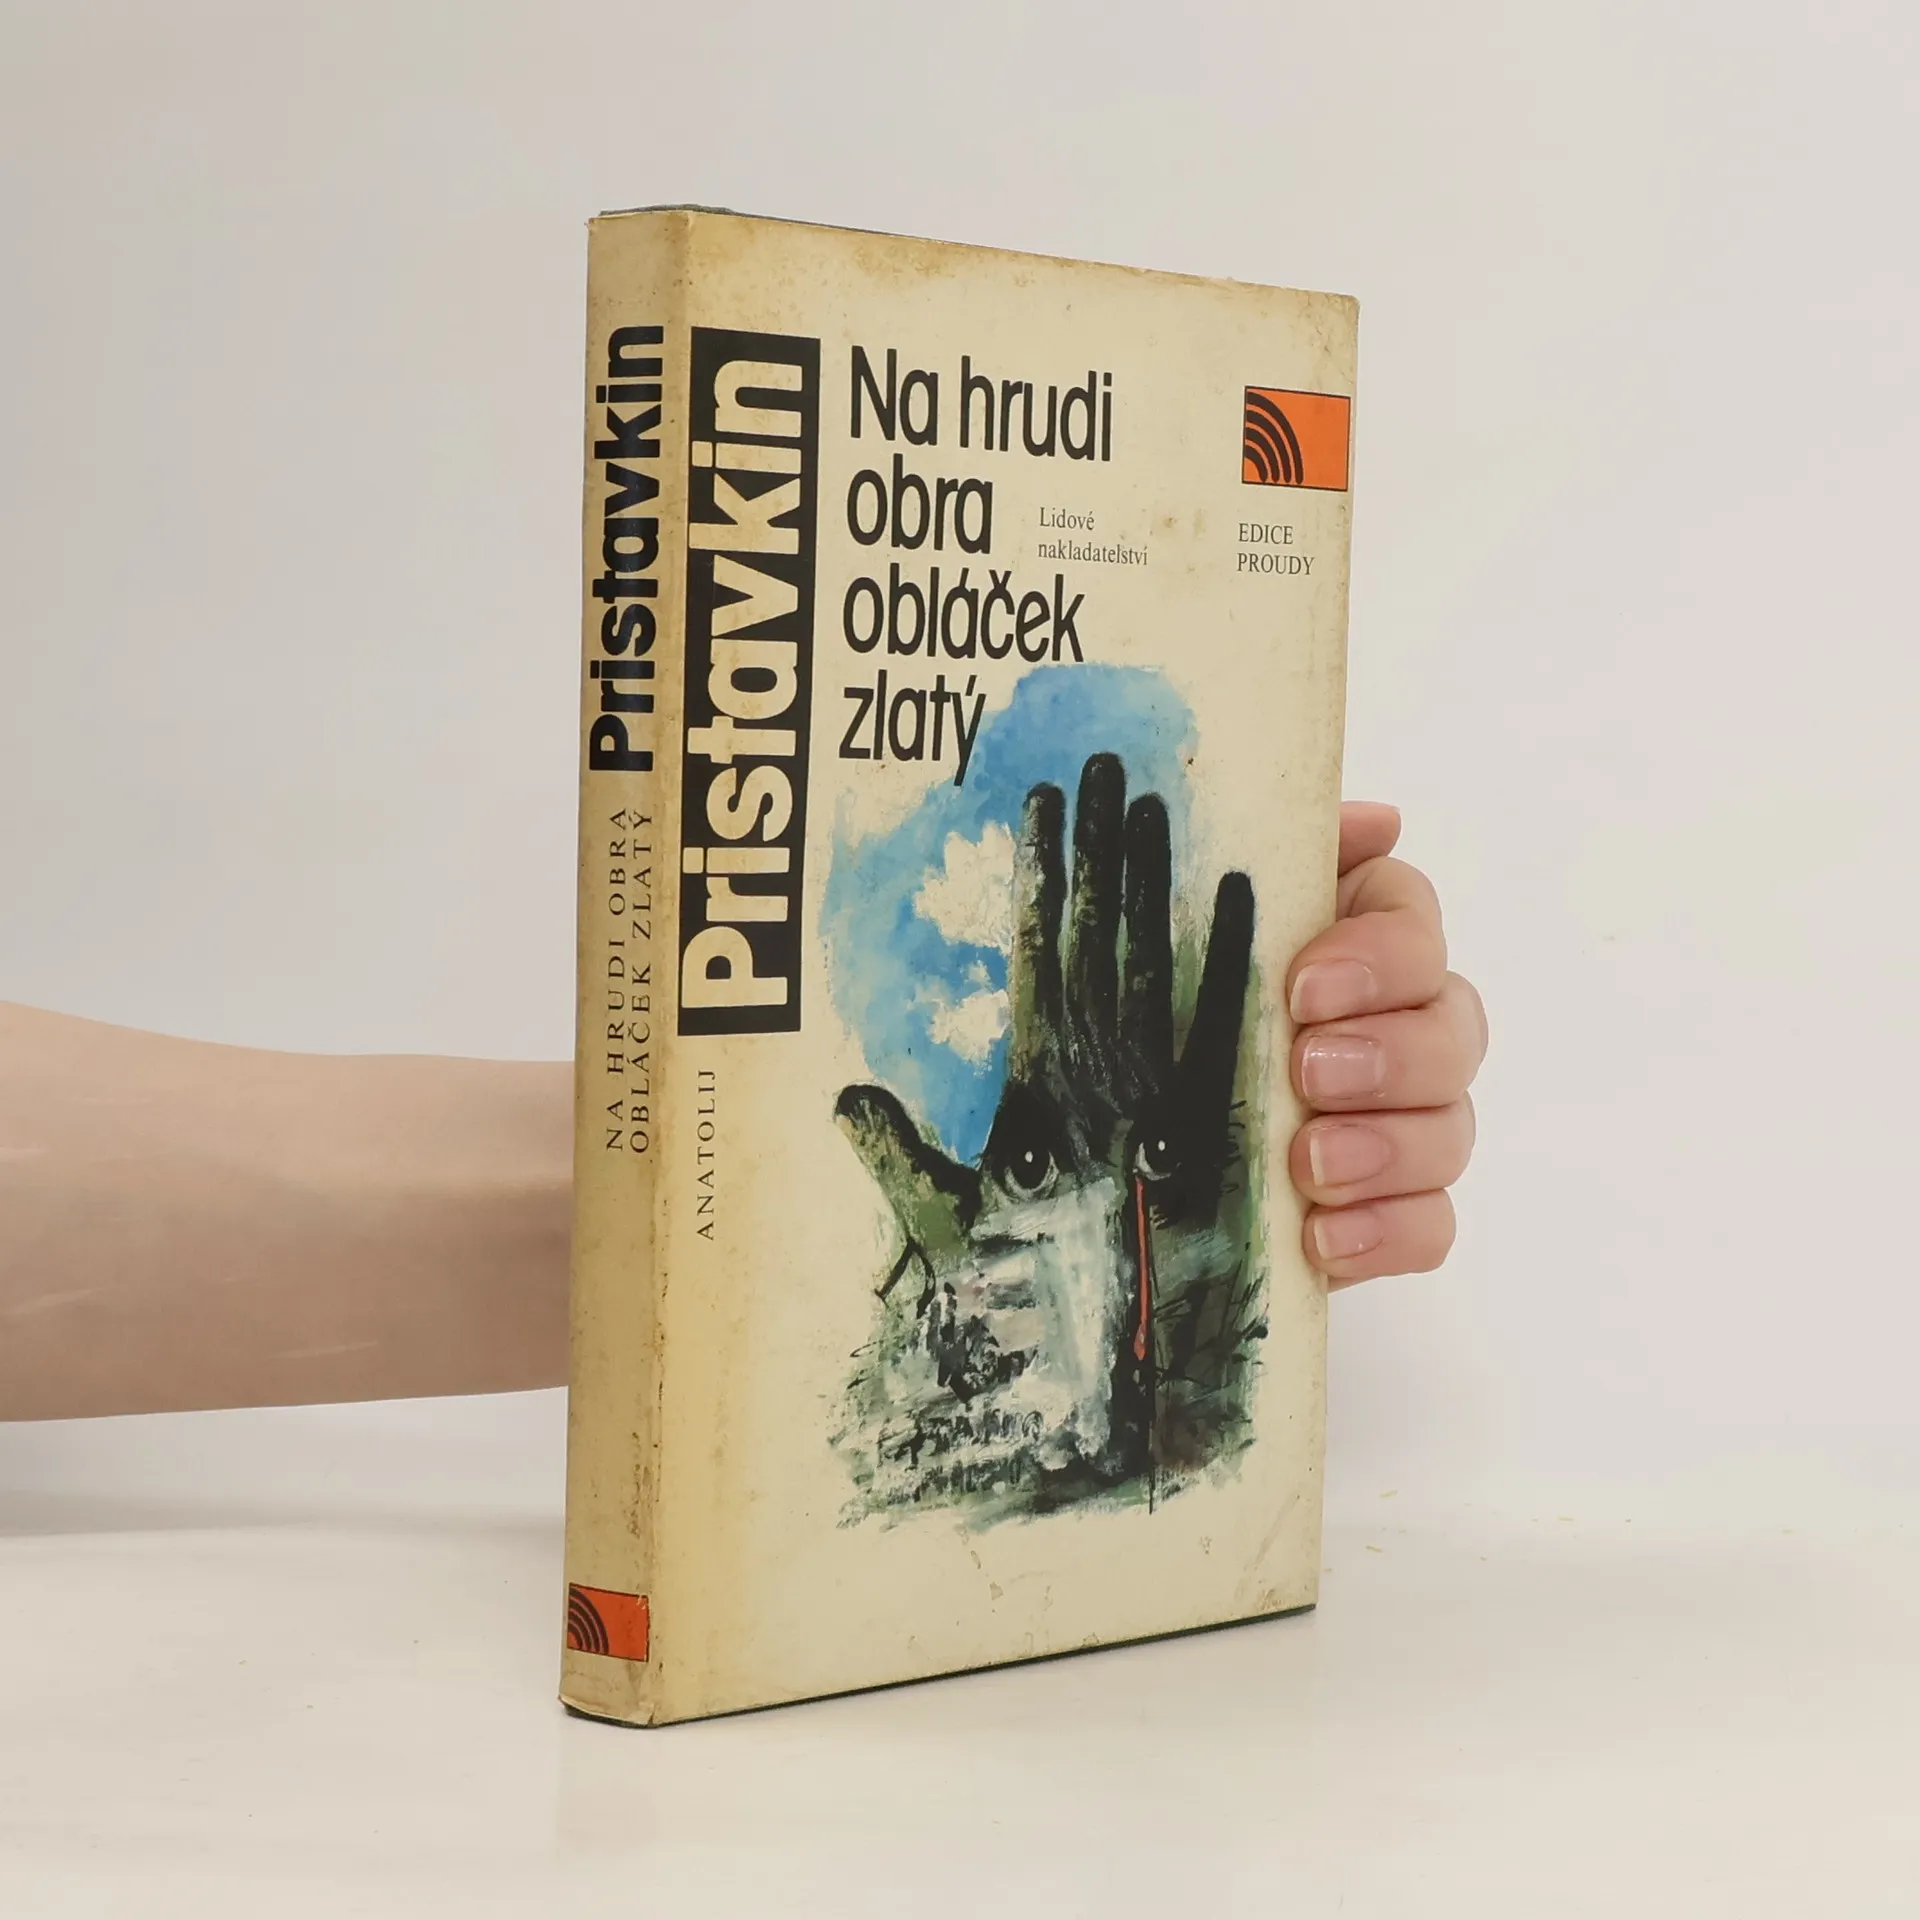 Pristavkin
NA HRUDI OBRA
OBLÁČEK ZLATÝ
Pristavkin
ANATOLIJ
Na hrudi
obra
obláček
zlatý
Lidové
nakladatelství
EDICE
PROUDY